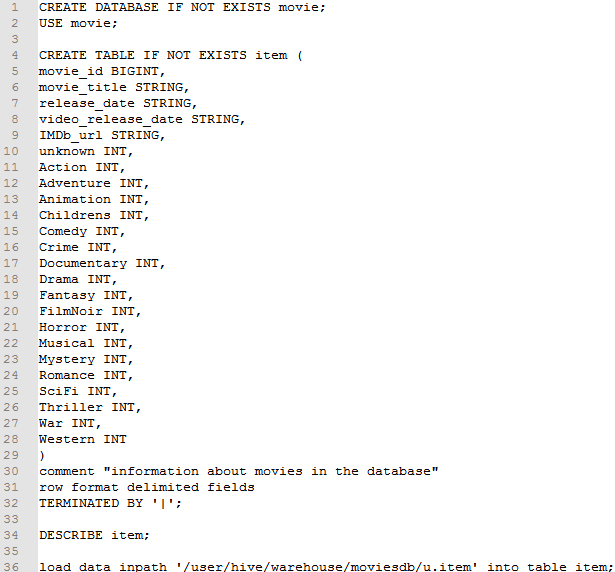 1 CREATE DATABASE IF NOT EXISTS movie;
2 USE movie;
3
4 CREATE TABLE IF NOT EXISTS item (
5 movie_id BIGINT,
6 movie_title STRING,
7 release_date STRING,
8 video_release_date STRING,
9 IMDb_url STRING,
10 unknown INT,
11 Action INT,
12 Adventure INT,
13 Animation INT,
14 Childrens INT,
15 Comedy INT,
16 Crime INT,
17 Documentary INT,
18 Drama INT,
19 Fantasy INT,
20 FilmNoir INT,
21 Horror INT,
22 Musical INT,
23 Mystery INT,
24 Romance INT,
25 SciFi INT,
26 Thriller INT,
27 War INT,
28 Western INT
29 )
30 comment "information about movies in the database"
31 row format delimited fields
32 TERMINATED BY '|';
33
34 DESCRIBE item;
35
36 load data inpath '/user/hive/warehouse/moviesdb/u.item' into table item;